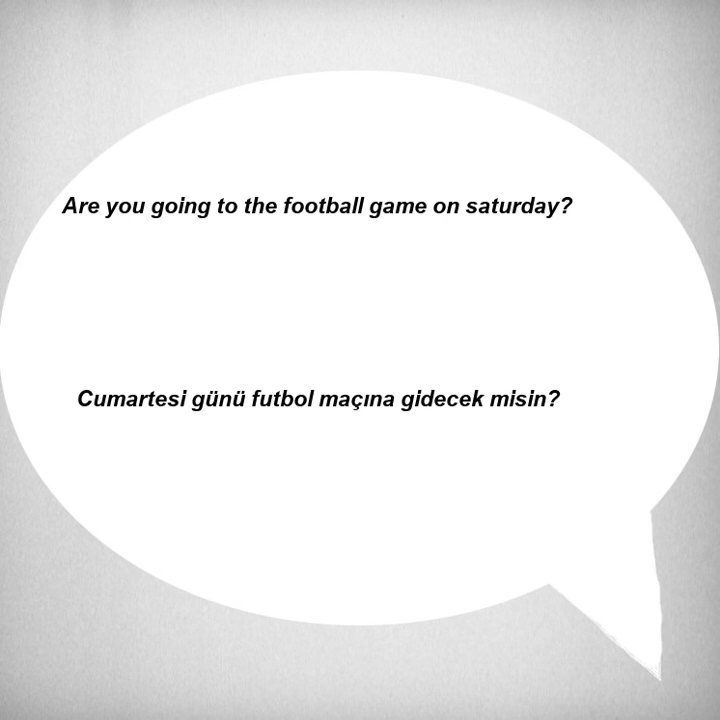 Are you going to the football game on saturday?
Cumartesi günü futbol maçına gidecek misin?